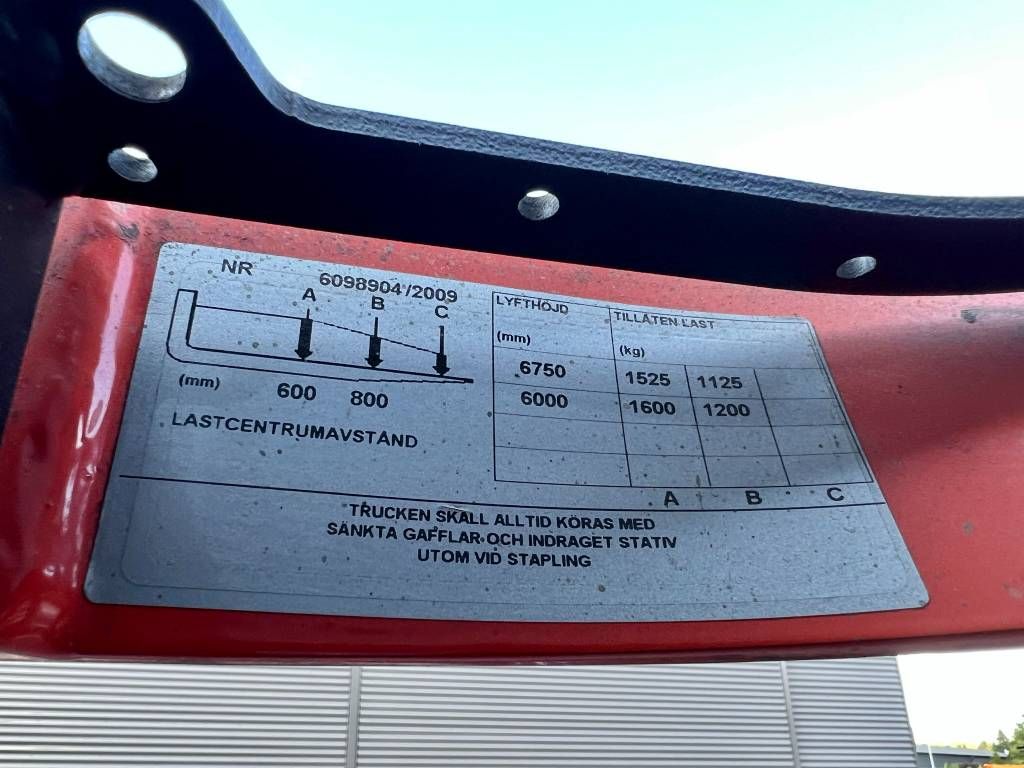 NR 6098904/2009
A B C
(mm) 600 800
LASTCENTRUMAVSTÅND
LYFTHÖJD TILLÅTEN LAST
(mm) (kg)
6750 1525 1125
6000 1600 1200
A B C
TRUCKEN SKALL ALLTID KÖRAS MED
SÄNKTA GAFFLAR OCH INDRAGET STATIV
UTOM VID STAPLING